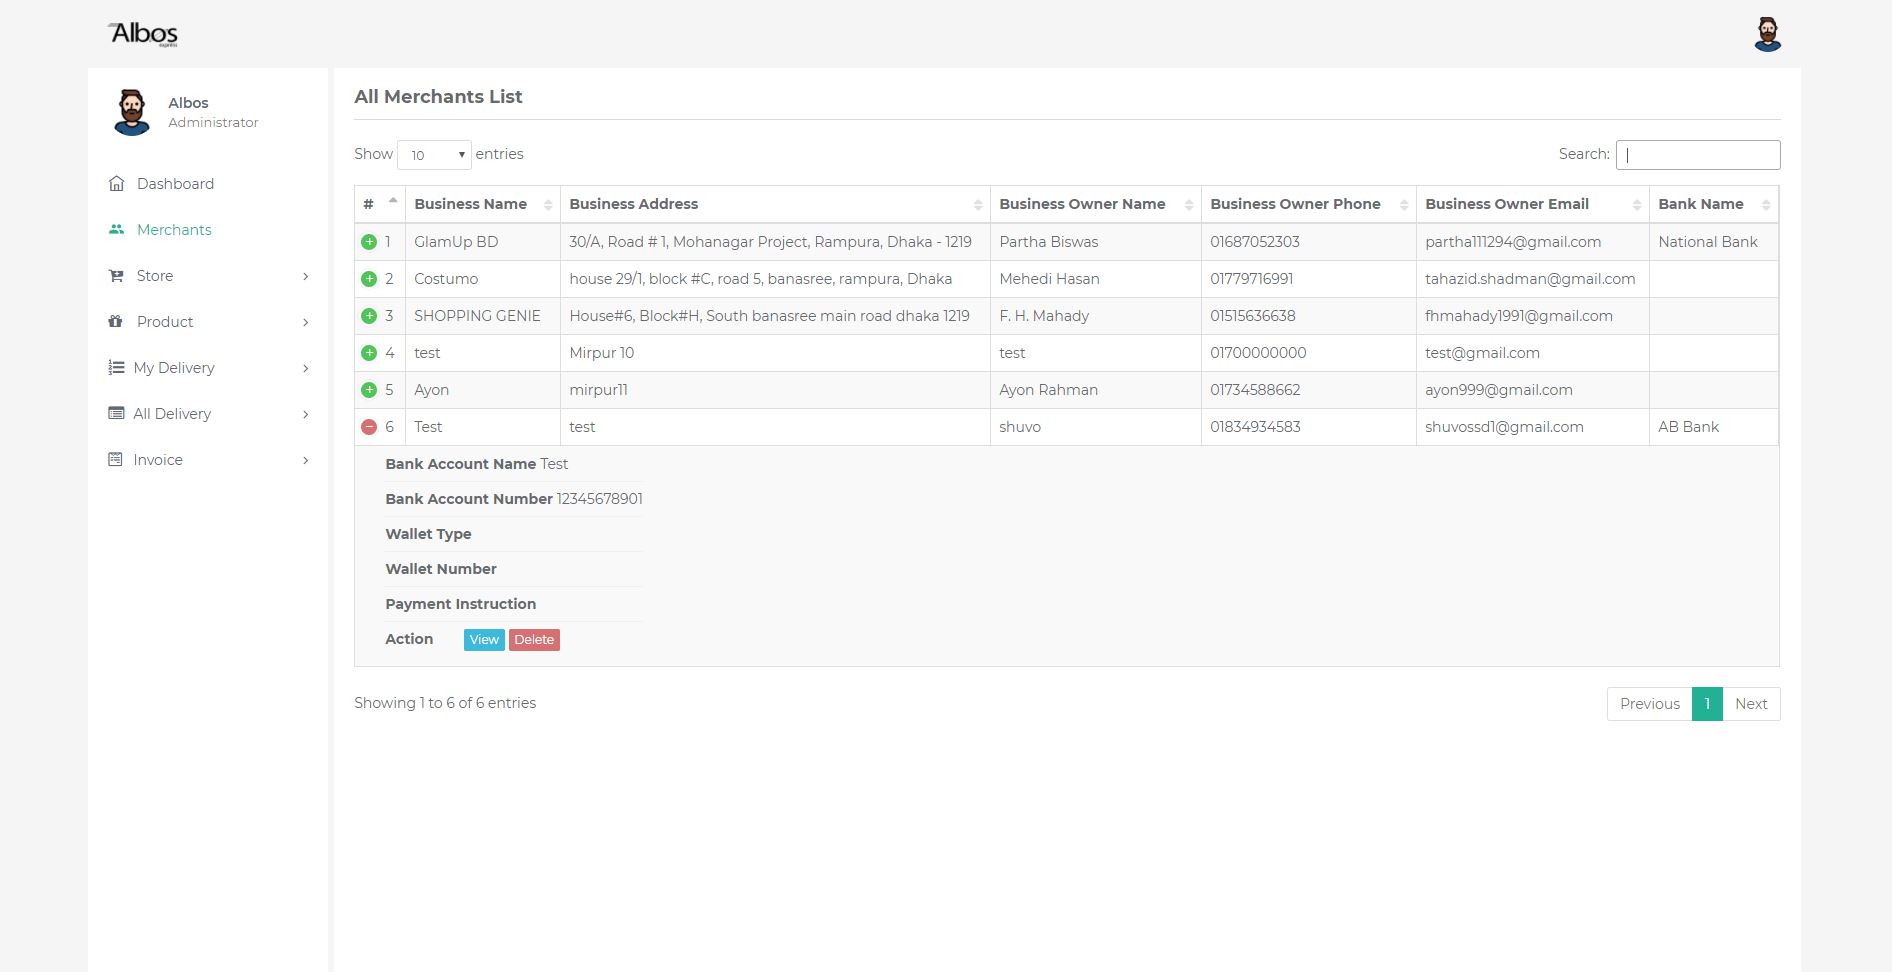 Albos
express
Albos
Administrator
Dashboard
Merchants
Store
Product
My Delivery
All Delivery
Invoice
All Merchants List
Show 10 entries
Search:
# Business Name Business Address Business Owner Name Business Owner Phone Business Owner Email Bank Name
1 GlamUp BD 30/A, Road # 1, Mohanagar Project, Rampura, Dhaka - 1219 Partha Biswas 01687052303 partha111294@gmail.com National Bank
2 Costumo house 29/1, block #C, road 5, banasree, rampura, Dhaka Mehedi Hasan 01779716991 tahazid.shadman@gmail.com
3 SHOPPING GENIE House#6, Block#H, South banasree main road dhaka 1219 F. H. Mahady 01515636638 fhmahady1991@gmail.com
4 test Mirpur 10 test 01700000000 test@gmail.com
5 Ayon mirpur11 Ayon Rahman 01734588662 ayon999@gmail.com
6 Test test shuvo 01834934583 shuvossd1@gmail.com AB Bank
Bank Account Name Test
Bank Account Number 12345678901
Wallet Type
Wallet Number
Payment Instruction
Action View Delete
Showing 1 to 6 of 6 entries
Previous 1 Next